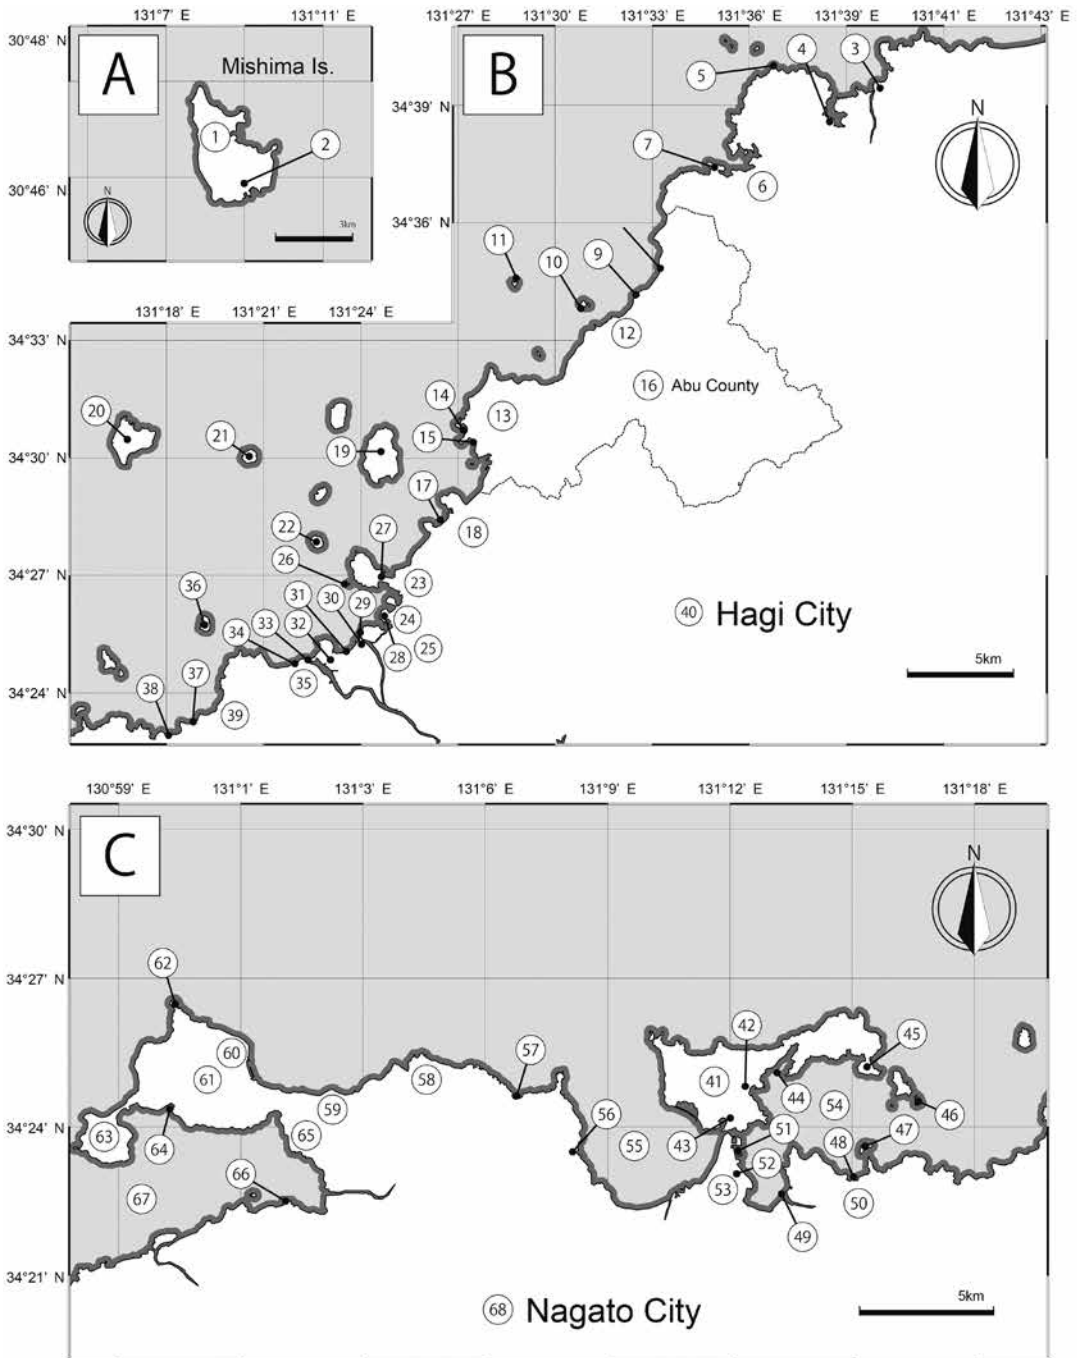 131°7′ E 131°11′ E 131°27′ E 131°30′ E 131°33′ E 131°36′ E 131°39′ E 131°41′ E 131°43′ E
30°48′ N
A
Mishima Is.
1
2
N
30°46′ N
3km
B
4
3
5
34°39′ N
N
7
6
34°36′ N
11
10
9
131°18′ E 131°21′ E 131°24′ E
12
34°33′ N
16 Abu County
14
13
20
21
15
19
34°30′ N
17
18
22
27
26
34°27′ N
23
36
31
30
29
24
40 Hagi City
34
33
32
28
25
35
5km
38
37
34°24′ N
39
130°59′ E 131°1′ E 131°3′ E 131°6′ E 131°9′ E 131°12′ E 131°15′ E 131°18′ E
34°30′ N
C
N
62
34°27′ N
42
45
57
60
61
58
41
44
54
46
59
56
34°24′ N
63
64
65
55
43
51
48
47
66
52
53
67
50
49
34°21′ N
68 Nagato City
5km